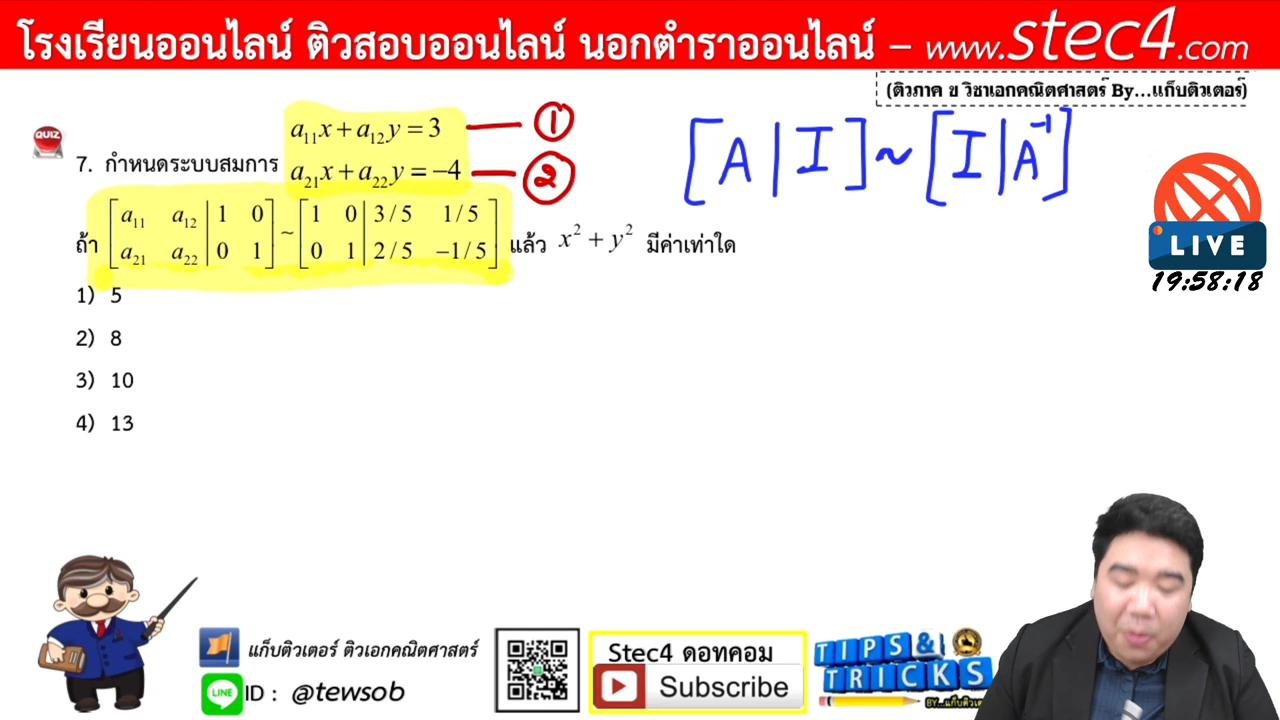 โรงเรียนออนไลน์ ติวสอบออนไลน์ นอกตำราออนไลน์ – www.stec4.com
(ติวภาค ข วิชาเอกคณิตศาสตร์ By...แก๊บติวเตอร์)
QUIZ
7. กำหนดระบบสมการ
a₁₁x + a₁₂y = 3 ①
a₂₁x + a₂₂y = −4 ②
[A | I] ~ [I | A⁻¹]
ถ้า [a₁₁ a₁₂ | 1 0; a₂₁ a₂₂ | 0 1] ~ [1 0 | 3/5 1/5; 0 1 | 2/5 −1/5] แล้ว x² + y² มีค่าเท่าใด
LIVE
19:58:18
1) 5
2) 8
3) 10
4) 13
แก๊บติวเตอร์ ติวเอกคณิตศาสตร์
LINE ID : @tewsob
Stec4 ดอทคอม
Subscribe
TIPS &
TRICKS